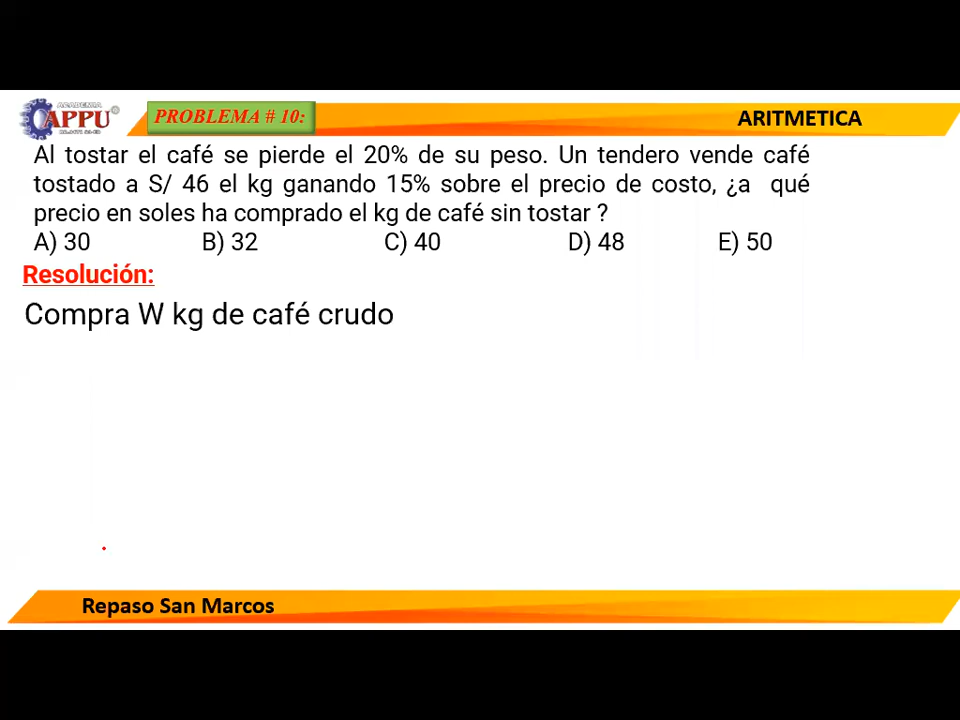 ACADEMIA
APPU
PROBLEMA # 10:
ARITMETICA
Al tostar el café se pierde el 20% de su peso. Un tendero vende café
tostado a S/ 46 el kg ganando 15% sobre el precio de costo, ¿a qué
precio en soles ha comprado el kg de café sin tostar ?
A) 30 B) 32 C) 40 D) 48 E) 50
Resolución:
Compra W kg de café crudo
Repaso San Marcos